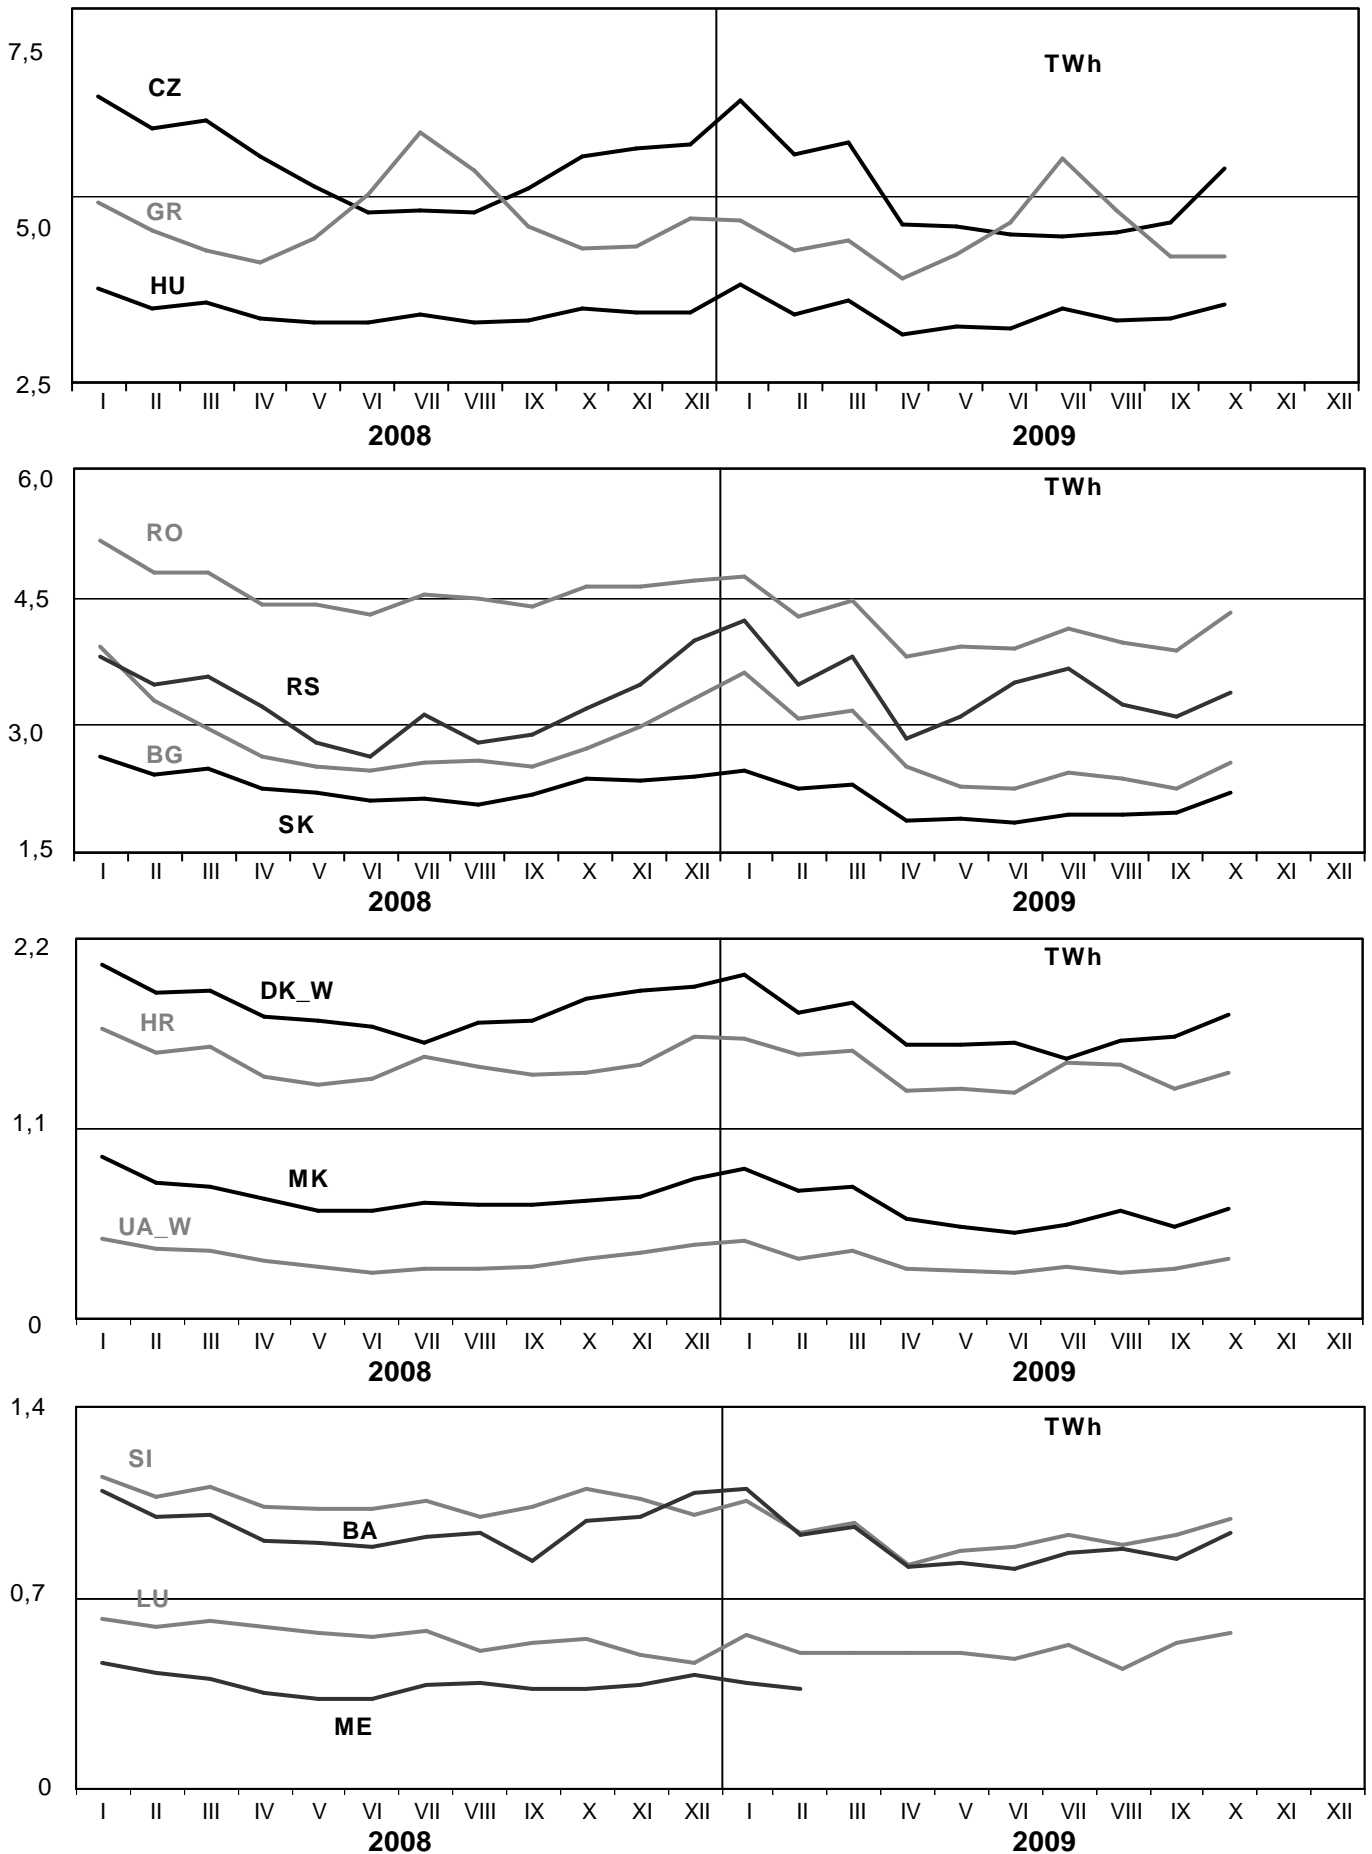 7,5
TWh
CZ
GR
5,0
HU
2,5
I II III IV V VI VII VIII IX X XI XII I II III IV V VI VII VIII IX X XI XII
2008 2009
6,0
TWh
RO
4,5
RS
3,0
BG
SK
1,5
I II III IV V VI VII VIII IX X XI XII I II III IV V VI VII VIII IX X XI XII
2008 2009
2,2
TWh
DK_W
HR
1,1
MK
UA_W
0
I II III IV V VI VII VIII IX X XI XII I II III IV V VI VII VIII IX X XI XII
2008 2009
1,4
TWh
SI
BA
0,7
LU
ME
0
I II III IV V VI VII VIII IX X XI XII I II III IV V VI VII VIII IX X XI XII
2008 2009